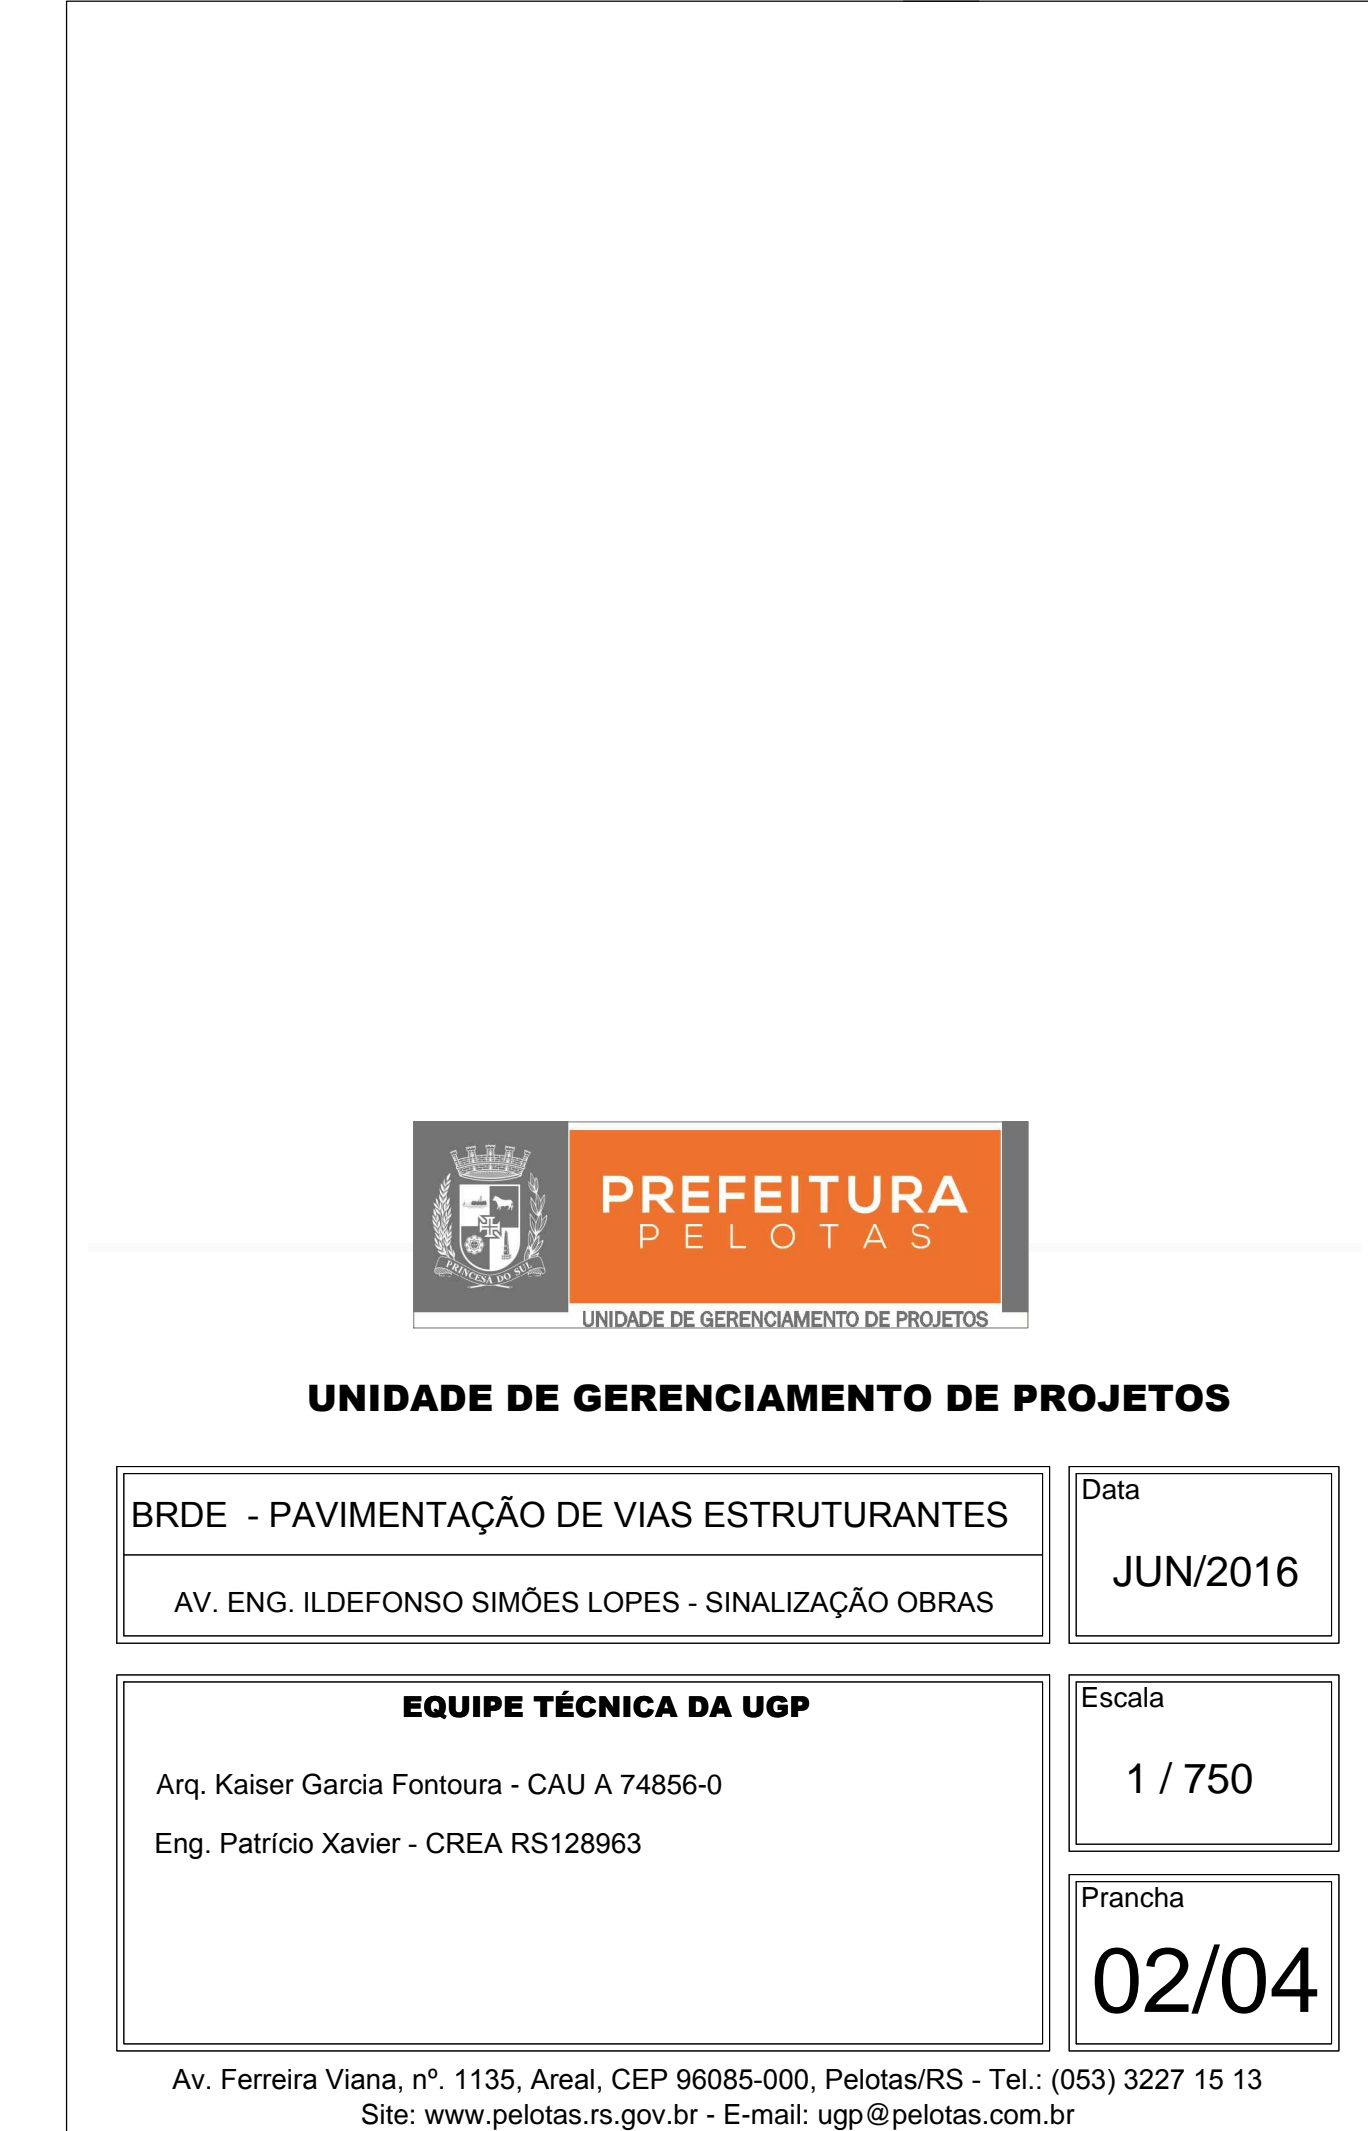 PRINCESA DO SUL
PREFEITURA
PELOTAS
UNIDADE DE GERENCIAMENTO DE PROJETOS
UNIDADE DE GERENCIAMENTO DE PROJETOS
BRDE - PAVIMENTAÇÃO DE VIAS ESTRUTURANTES
AV. ENG. ILDEFONSO SIMÕES LOPES - SINALIZAÇÃO OBRAS
Data
JUN/2016
EQUIPE TÉCNICA DA UGP
Arq. Kaiser Garcia Fontoura - CAU A 74856-0
Eng. Patrício Xavier - CREA RS128963
Escala
1 / 750
Prancha
02/04
Av. Ferreira Viana, nº. 1135, Areal, CEP 96085-000, Pelotas/RS - Tel.: (053) 3227 15 13
Site: www.pelotas.rs.gov.br - E-mail: ugp@pelotas.com.br